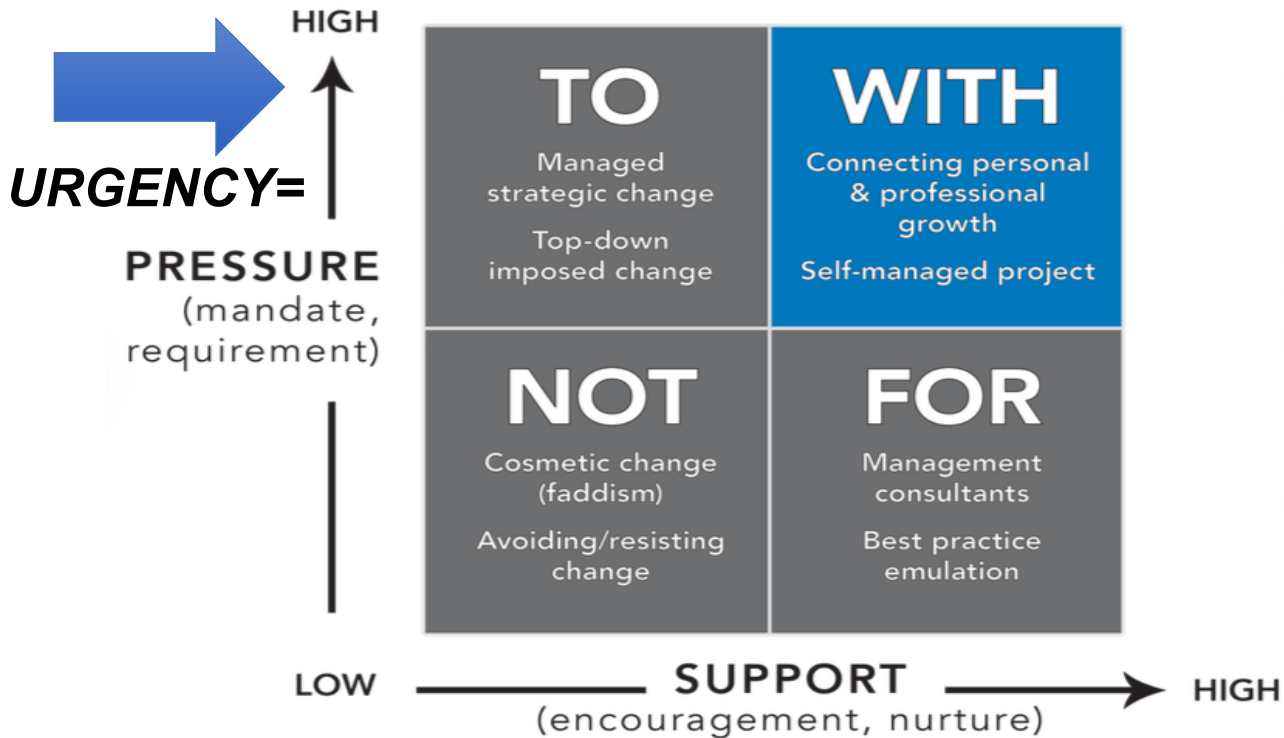 HIGH
URGENCY=
PRESSURE
(mandate,
requirement)
TO
Managed
strategic change
Top-down
imposed change
WITH
Connecting personal
& professional
growth
Self-managed project
NOT
Cosmetic change
(faddism)
Avoiding/resisting
change
FOR
Management
consultants
Best practice
emulation
LOW
SUPPORT
(encouragement, nurture)
HIGH